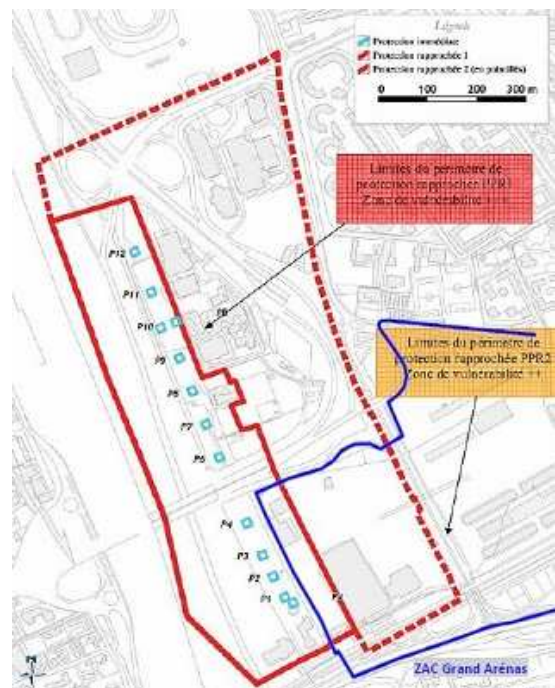 Légende
Protection immédiate
Protection rapprochée 1
Protection rapprochée 2 (en pointillés)
0 100 200 300 m
Limites du périmètre de
protection rapprochée PPR1
Zone de vulnérabilité +++
P12
P11
P10
P9
P7
P4
P3
P2
P1
Limites du périmètre de
protection rapprochée PPR2
Zone de vulnérabilité ++
ZAC Grand Arénas